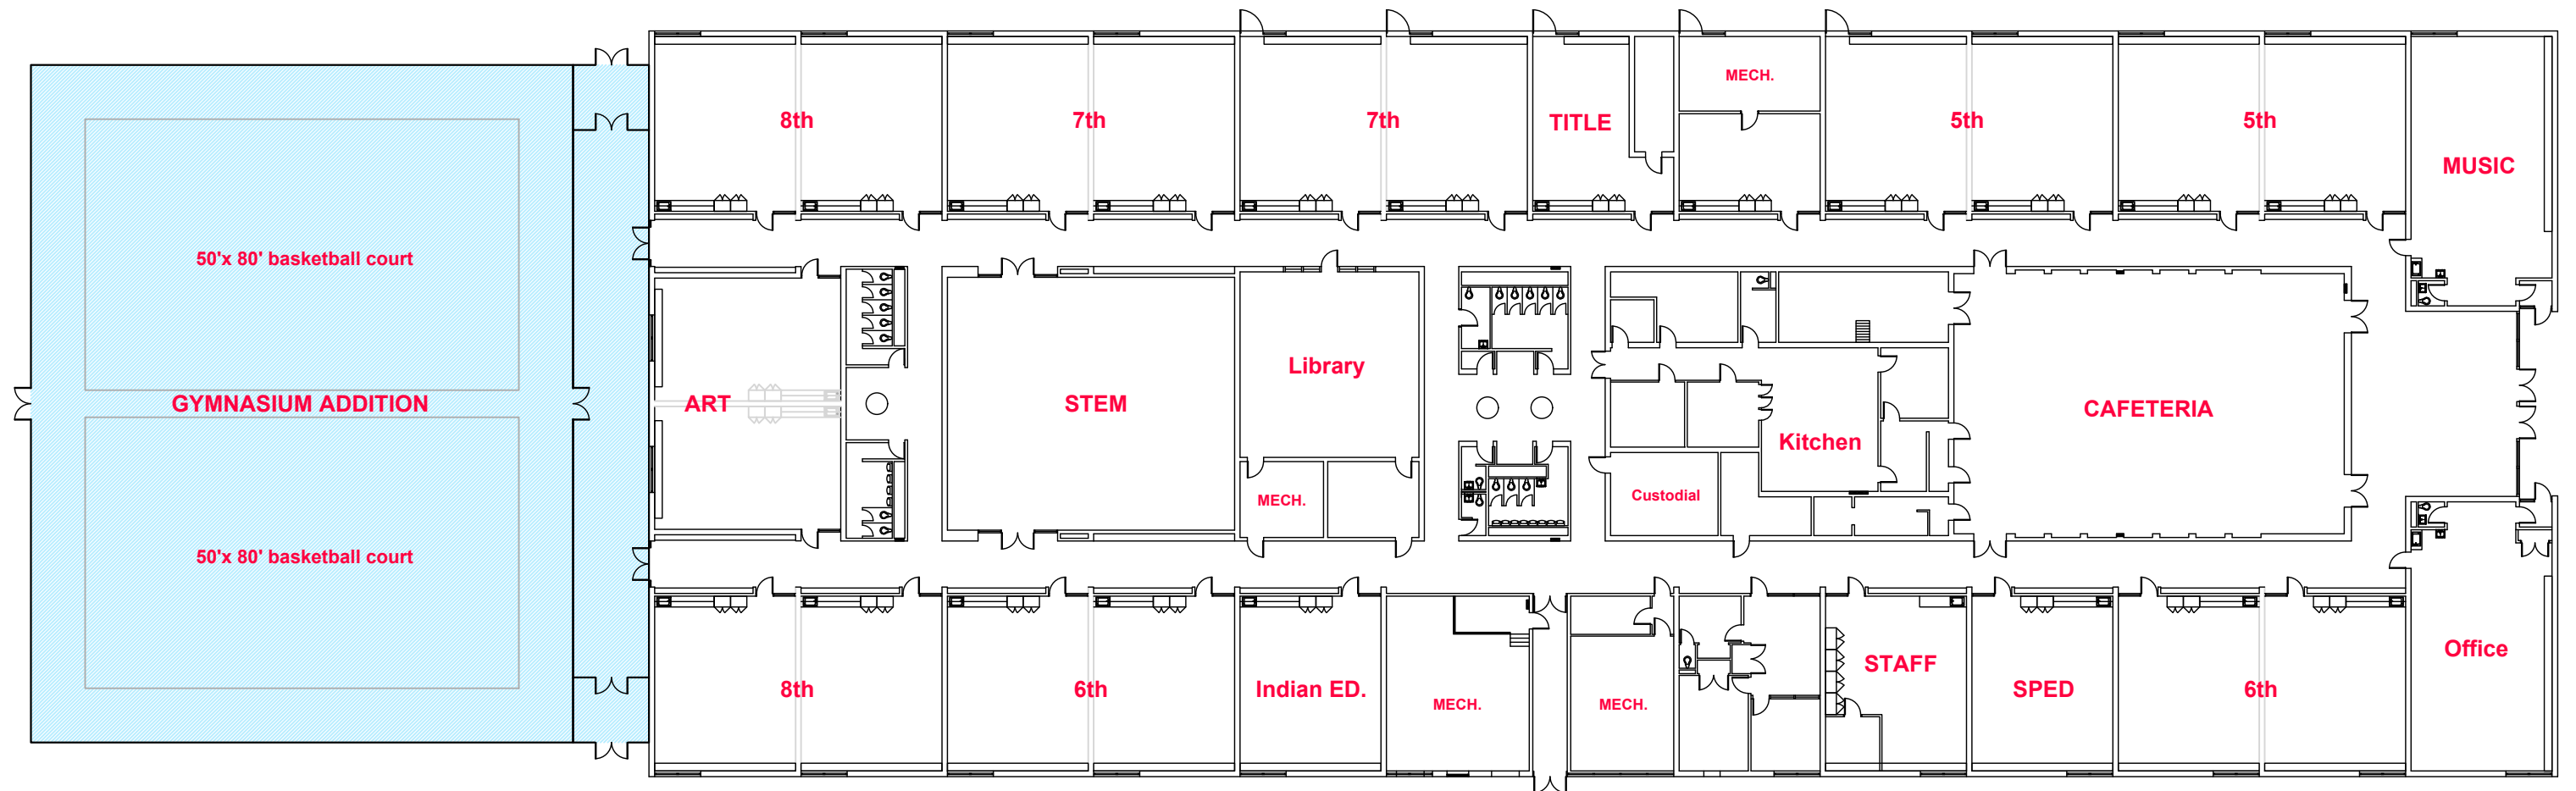 MECH.
8th
7th
7th
TITLE
5th
5th
MUSIC
50'x 80' basketball court
Library
GYMNASIUM ADDITION
ART
STEM
CAFETERIA
Kitchen
MECH.
Custodial
50'x 80' basketball court
8th
6th
Indian ED.
MECH.
MECH.
STAFF
SPED
6th
Office